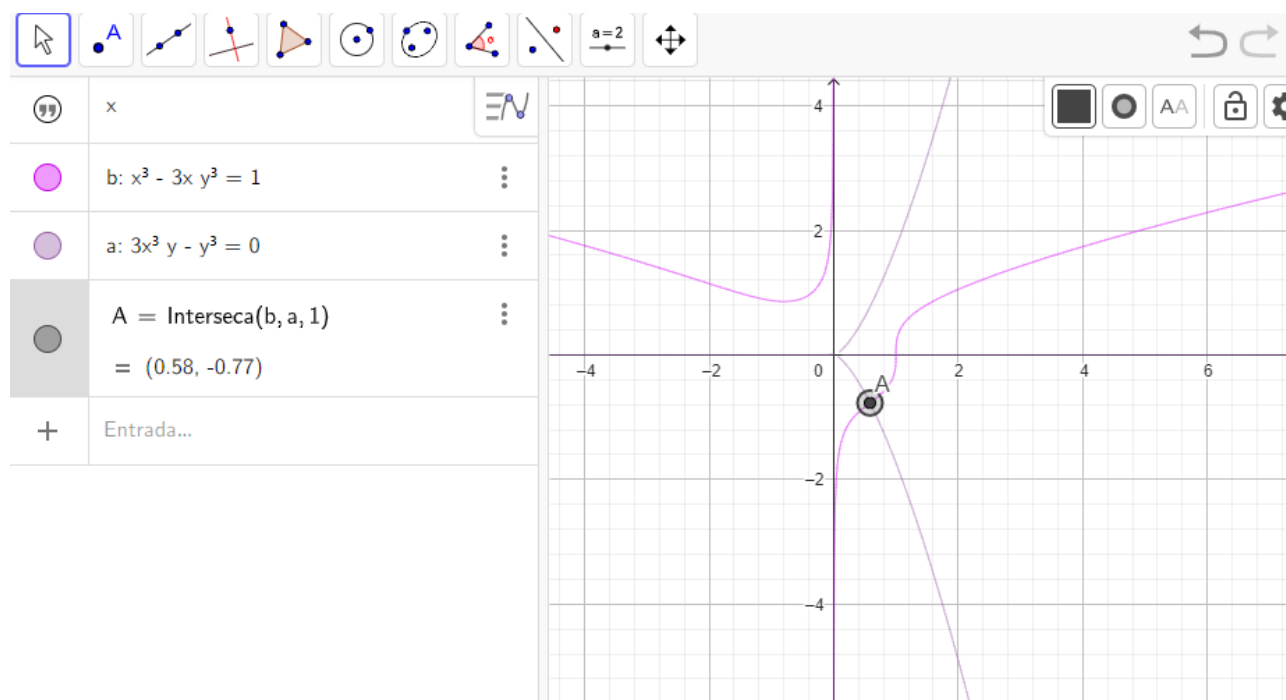 A
a=2
AA
x
b: x³ - 3x y³ = 1
a: 3x³ y - y³ = 0
A = Interseca(b, a, 1)
= (0.58, -0.77)
+ Entrada...
4
2
−4 −2 0 2 4 6
A
−2
−4